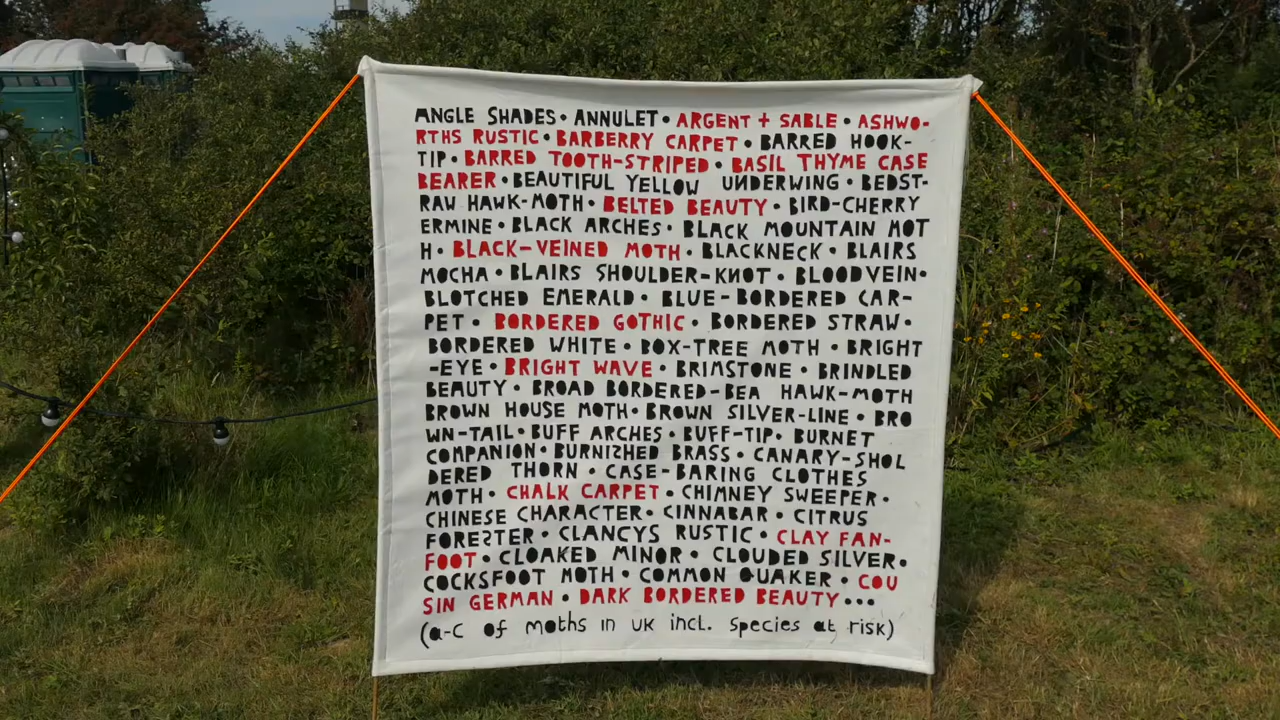 ANGLE SHADES • ANNULET • ARGENT + SABLE • ASHWO-
RTHS RUSTIC • BARBERRY CARPET • BARRED HOOK-
TIP • BARRED TOOTH-STRIPED • BASIL THYME CASE
BEARER • BEAUTIFUL YELLOW UNDERWING • BEDST-
RAW HAWK-MOTH • BELTED BEAUTY • BIRD-CHERRY
ERMINE • BLACK ARCHES • BLACK MOUNTAIN MOT
H • BLACK-VEINED MOTH • BLACKNECK • BLAIRS
MOCHA • BLAIRS SHOULDER-KNOT • BLOODVEIN •
BLOTCHED EMERALD • BLUE-BORDERED CAR-
PET • BORDERED GOTHIC • BORDERED STRAW •
BORDERED WHITE • BOX-TREE MOTH • BRIGHT
-EYE • BRIGHT WAVE • BRIMSTONE • BRINDLED
BEAUTY • BROAD BORDERED-BEA HAWK-MOTH
BROWN HOUSE MOTH • BROWN SILVER-LINE • BRO
WN-TAIL • BUFF ARCHES • BUFF-TIP • BURNET
COMPANION • BURNISHED BRASS • CANARY-SHOL
DERED THORN • CASE-BARING CLOTHES
MOTH • CHALK CARPET • CHIMNEY SWEEPER •
CHINESE CHARACTER • CINNABAR • CITRUS
FORESTER • CLANCYS RUSTIC • CLAY FAN-
FOOT • CLOAKED MINOR • CLOUDED SILVER •
COCKSFOOT MOTH • COMMON QUAKER • COU
SIN GERMAN • DARK BORDERED BEAUTY...
(a-c of moths in uk incl. species at risk)